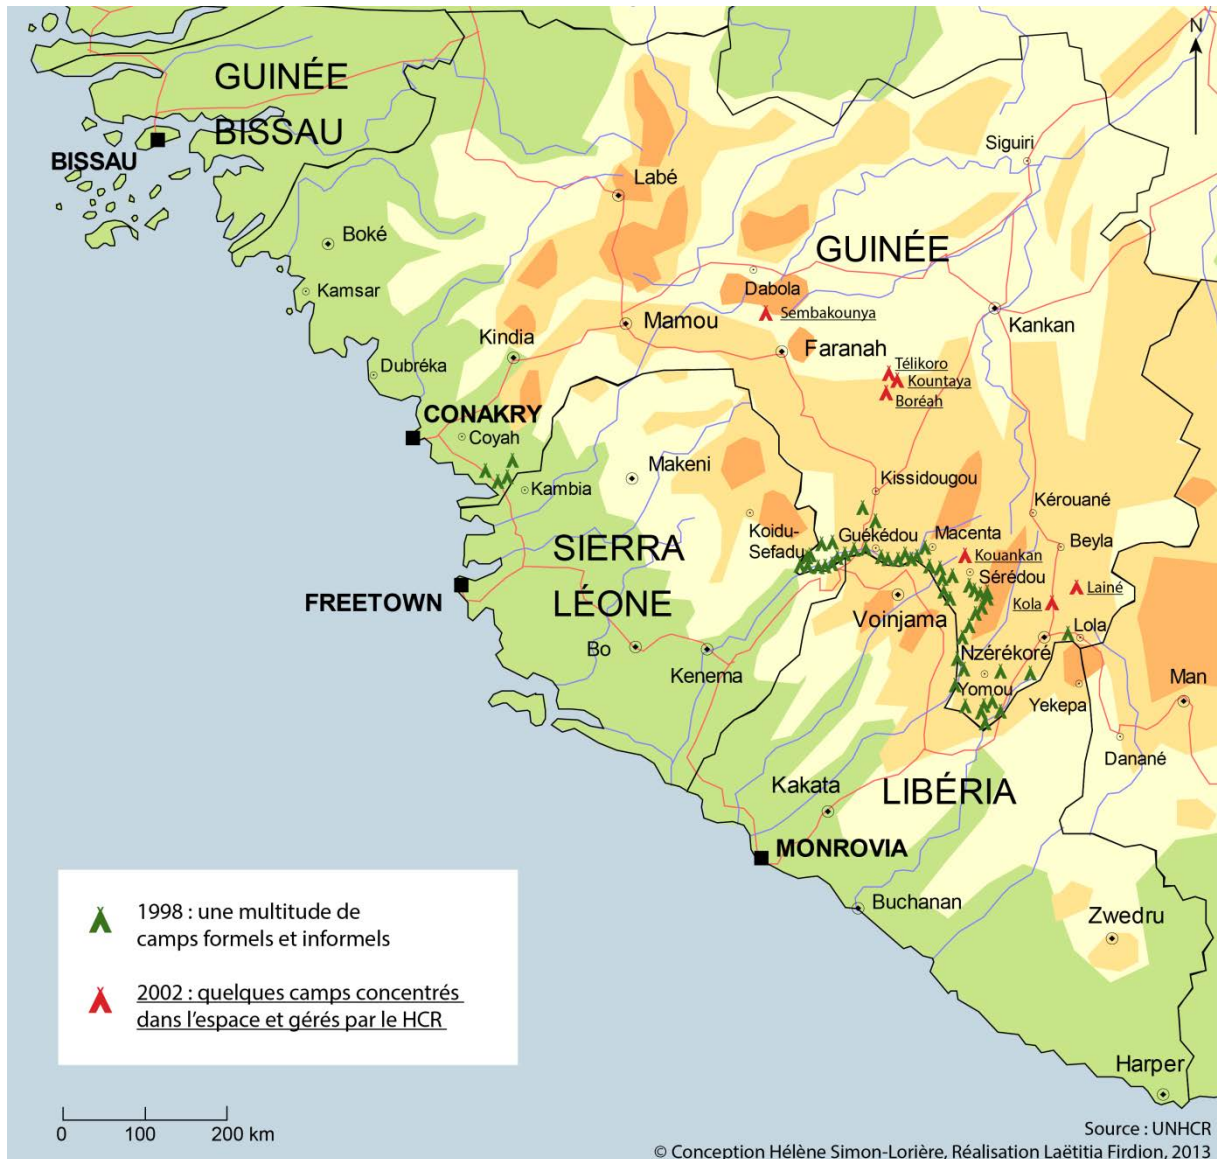 N
GUINÉE
BISSAU
BISSAU
Siguiri
Labé
Boké
GUINÉE
Kamsar
Dabola
Sembakounya
Mamou
Kankan
Kindia
Faranah
Dubréka
Télikoro
Kountaya
Boréah
CONAKRY
Coyah
Makeni
Kissidougou
Kambia
Kérouané
Koidu-
Sefadu
Guékédou
Macenta
Beyla
SIERRA
LÉONE
Kouankan
Sérédou
Lainé
FREETOWN
Voinjama
Kola
Lola
Bo
Nzérékoré
Kenema
Yomou
Yekepa
Man
Danané
Kakata
LIBÉRIA
MONROVIA
Buchanan
Zwedru
1998 : une multitude de
camps formels et informels
2002 : quelques camps concentrés
dans l'espace et gérés par le HCR
Harper
0 100 200 km
Source : UNHCR
© Conception Hélène Simon-Lorière, Réalisation Laëtitia Firdion, 2013